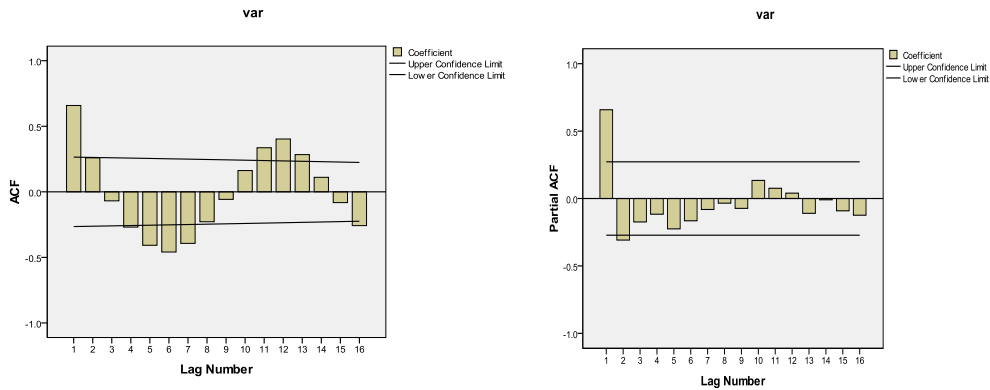 var
Coefficient
Upper Confidence Limit
Lower Confidence Limit
ACF
1.0
0.5
0.0
-0.5
-1.0
1 2 3 4 5 6 7 8 9 10 11 12 13 14 15 16
Lag Number
var
Coefficient
Upper Confidence Limit
Lower Confidence Limit
Partial ACF
1.0
0.5
0.0
-0.5
-1.0
1 2 3 4 5 6 7 8 9 10 11 12 13 14 15 16
Lag Number